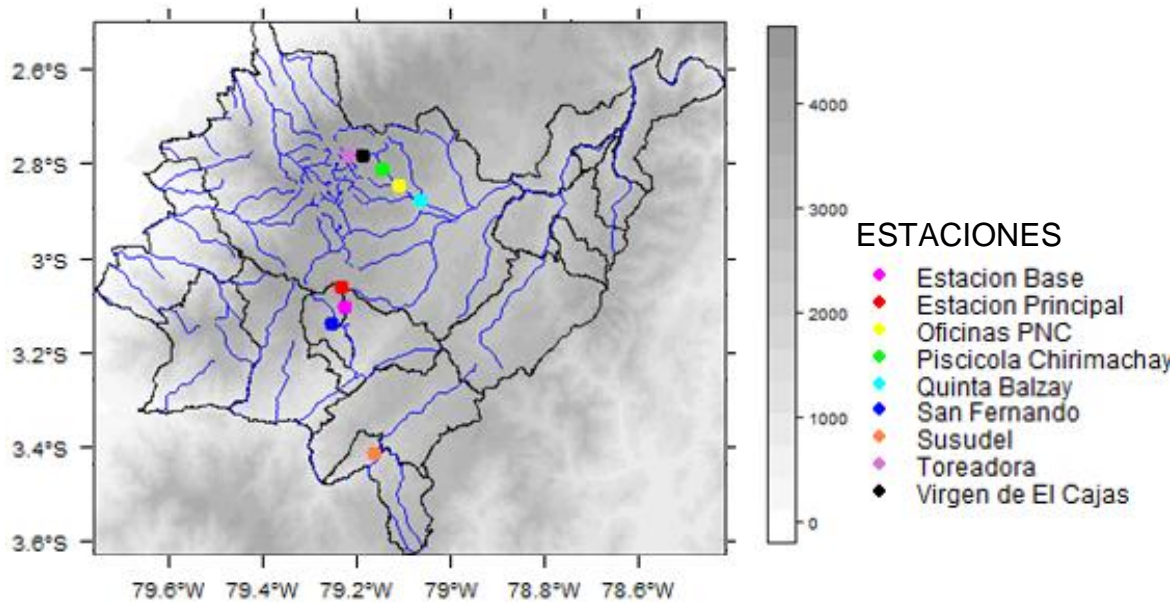 2.6°S
2.8°S
3°S
3.2°S
3.4°S
3.6°S
79.6°W 79.4°W 79.2°W 79°W 78.8°W 78.6°W
4000
3000
2000
1000
0
ESTACIONES
Estacion Base
Estacion Principal
Oficinas PNC
Piscicola Chirimachay
Quinta Balzay
San Fernando
Susudel
Toreadora
Virgen de El Cajas